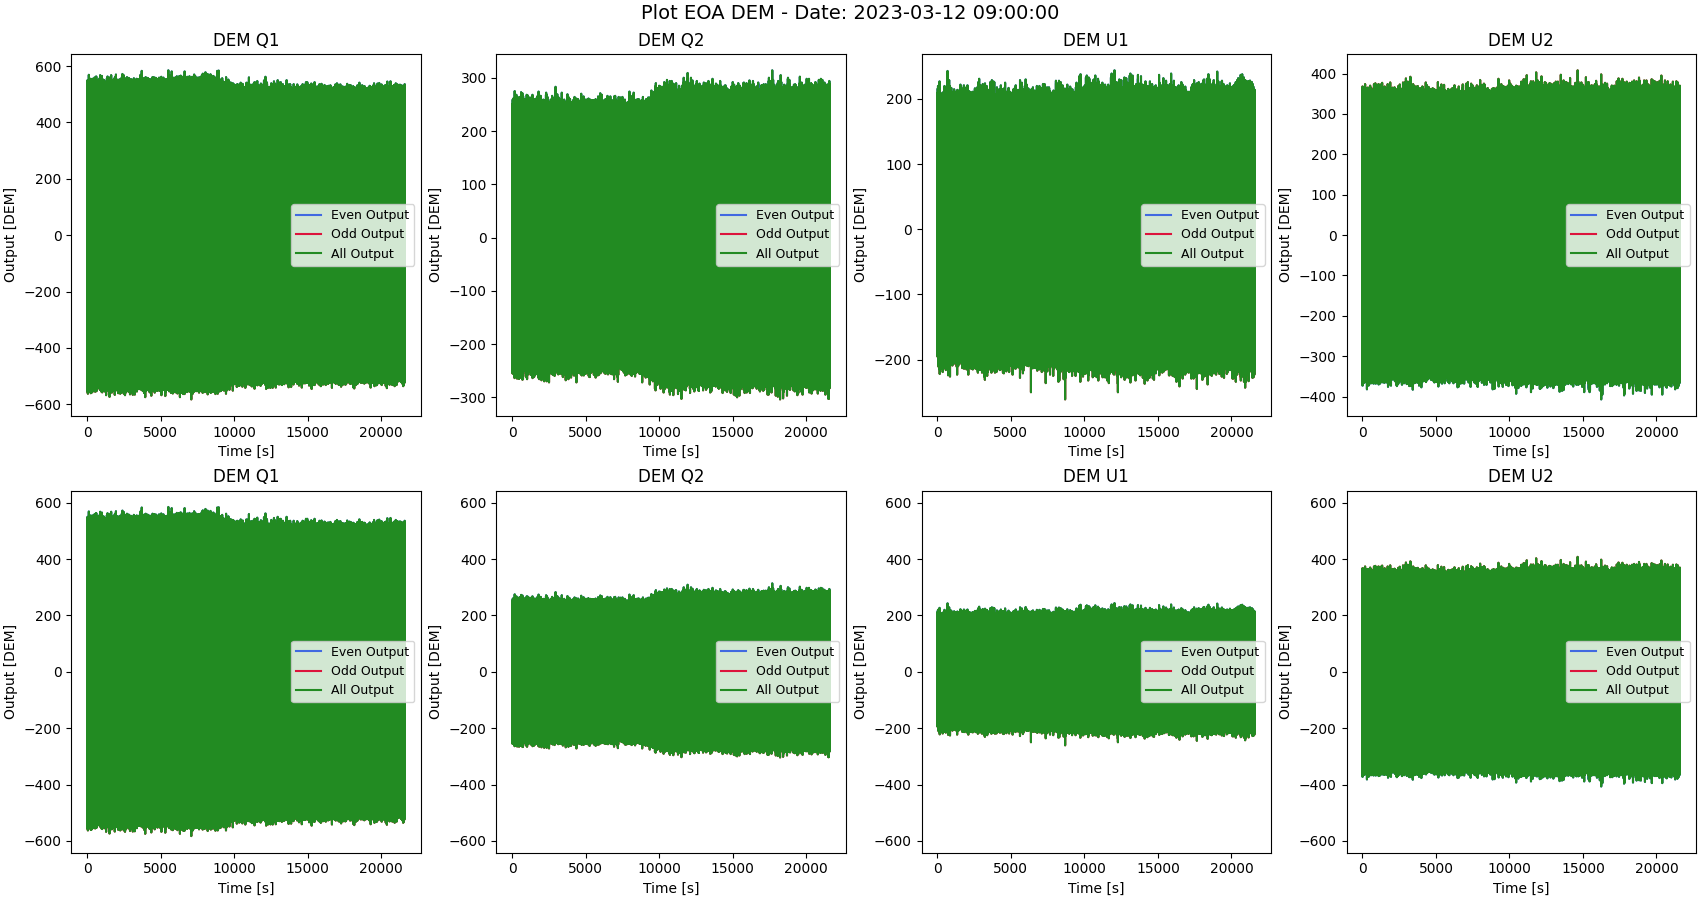 Plot EOA DEM - Date: 2023-03-12 09:00:00
DEM Q1
600
400
200
0
−200
−400
−600
Output [DEM]
Even Output
Odd Output
All Output
0 5000 10000 15000 20000
Time [s]
DEM Q2
300
200
100
0
−100
−200
−300
Output [DEM]
Even Output
Odd Output
All Output
0 5000 10000 15000 20000
Time [s]
DEM U1
200
100
0
−100
−200
Output [DEM]
Even Output
Odd Output
All Output
0 5000 10000 15000 20000
Time [s]
DEM U2
400
300
200
100
0
−100
−200
−300
−400
Output [DEM]
Even Output
Odd Output
All Output
0 5000 10000 15000 20000
Time [s]
DEM Q1
600
400
200
0
−200
−400
−600
Output [DEM]
Even Output
Odd Output
All Output
0 5000 10000 15000 20000
Time [s]
DEM Q2
600
400
200
0
−200
−400
−600
Output [DEM]
Even Output
Odd Output
All Output
0 5000 10000 15000 20000
Time [s]
DEM U1
600
400
200
0
−200
−400
−600
Output [DEM]
Even Output
Odd Output
All Output
0 5000 10000 15000 20000
Time [s]
DEM U2
600
400
200
0
−200
−400
−600
Output [DEM]
Even Output
Odd Output
All Output
0 5000 10000 15000 20000
Time [s]